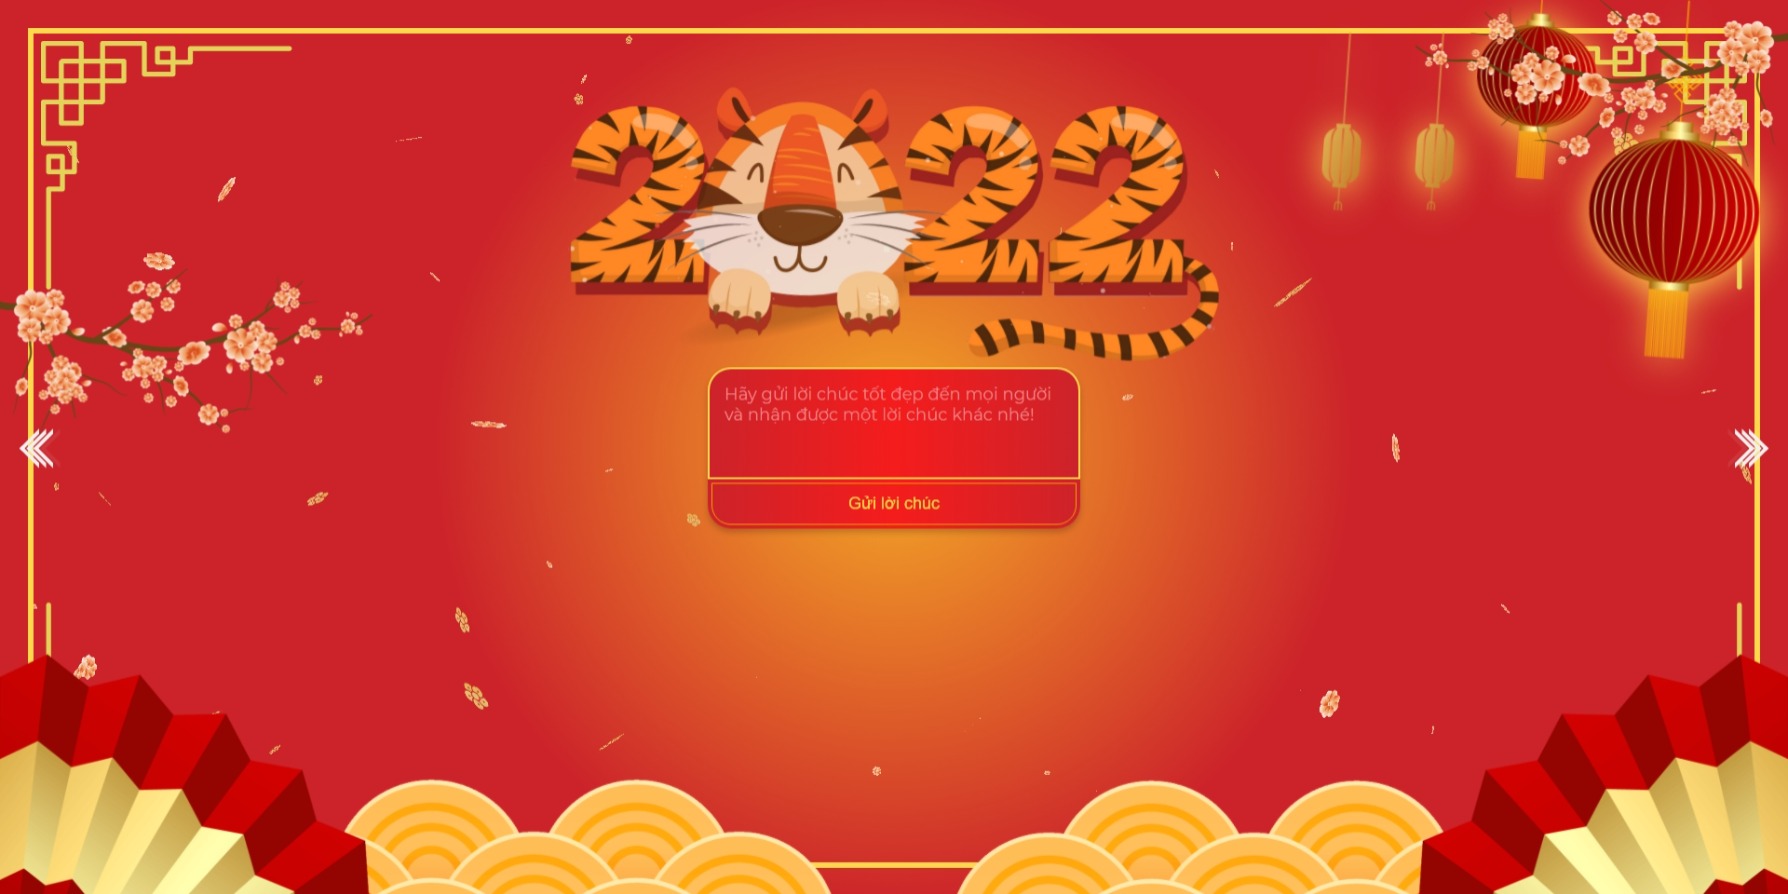 2022
Hãy gửi lời chúc tốt đẹp đến mọi người
và nhận được một lời chúc khác nhé!
Gửi lời chúc